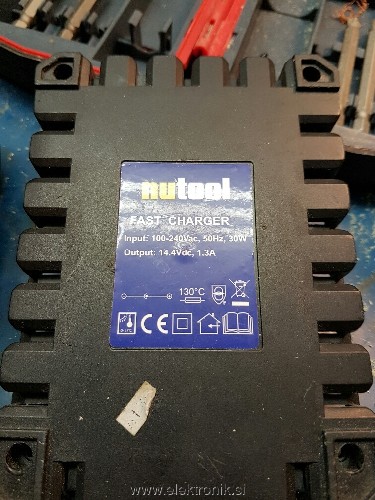 nutool
FAST CHARGER
Input: 100-240Vac, 50Hz, 30W
Output: 14.4Vdc, 1.3A
130°C
CE
www.elektronik.si